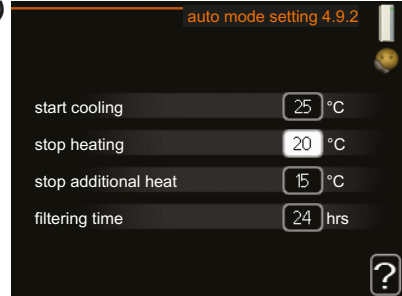 auto mode setting 4.9.2
start cooling 25 °C
stop heating 20 °C
stop additional heat 15 °C
filtering time 24 hrs
?